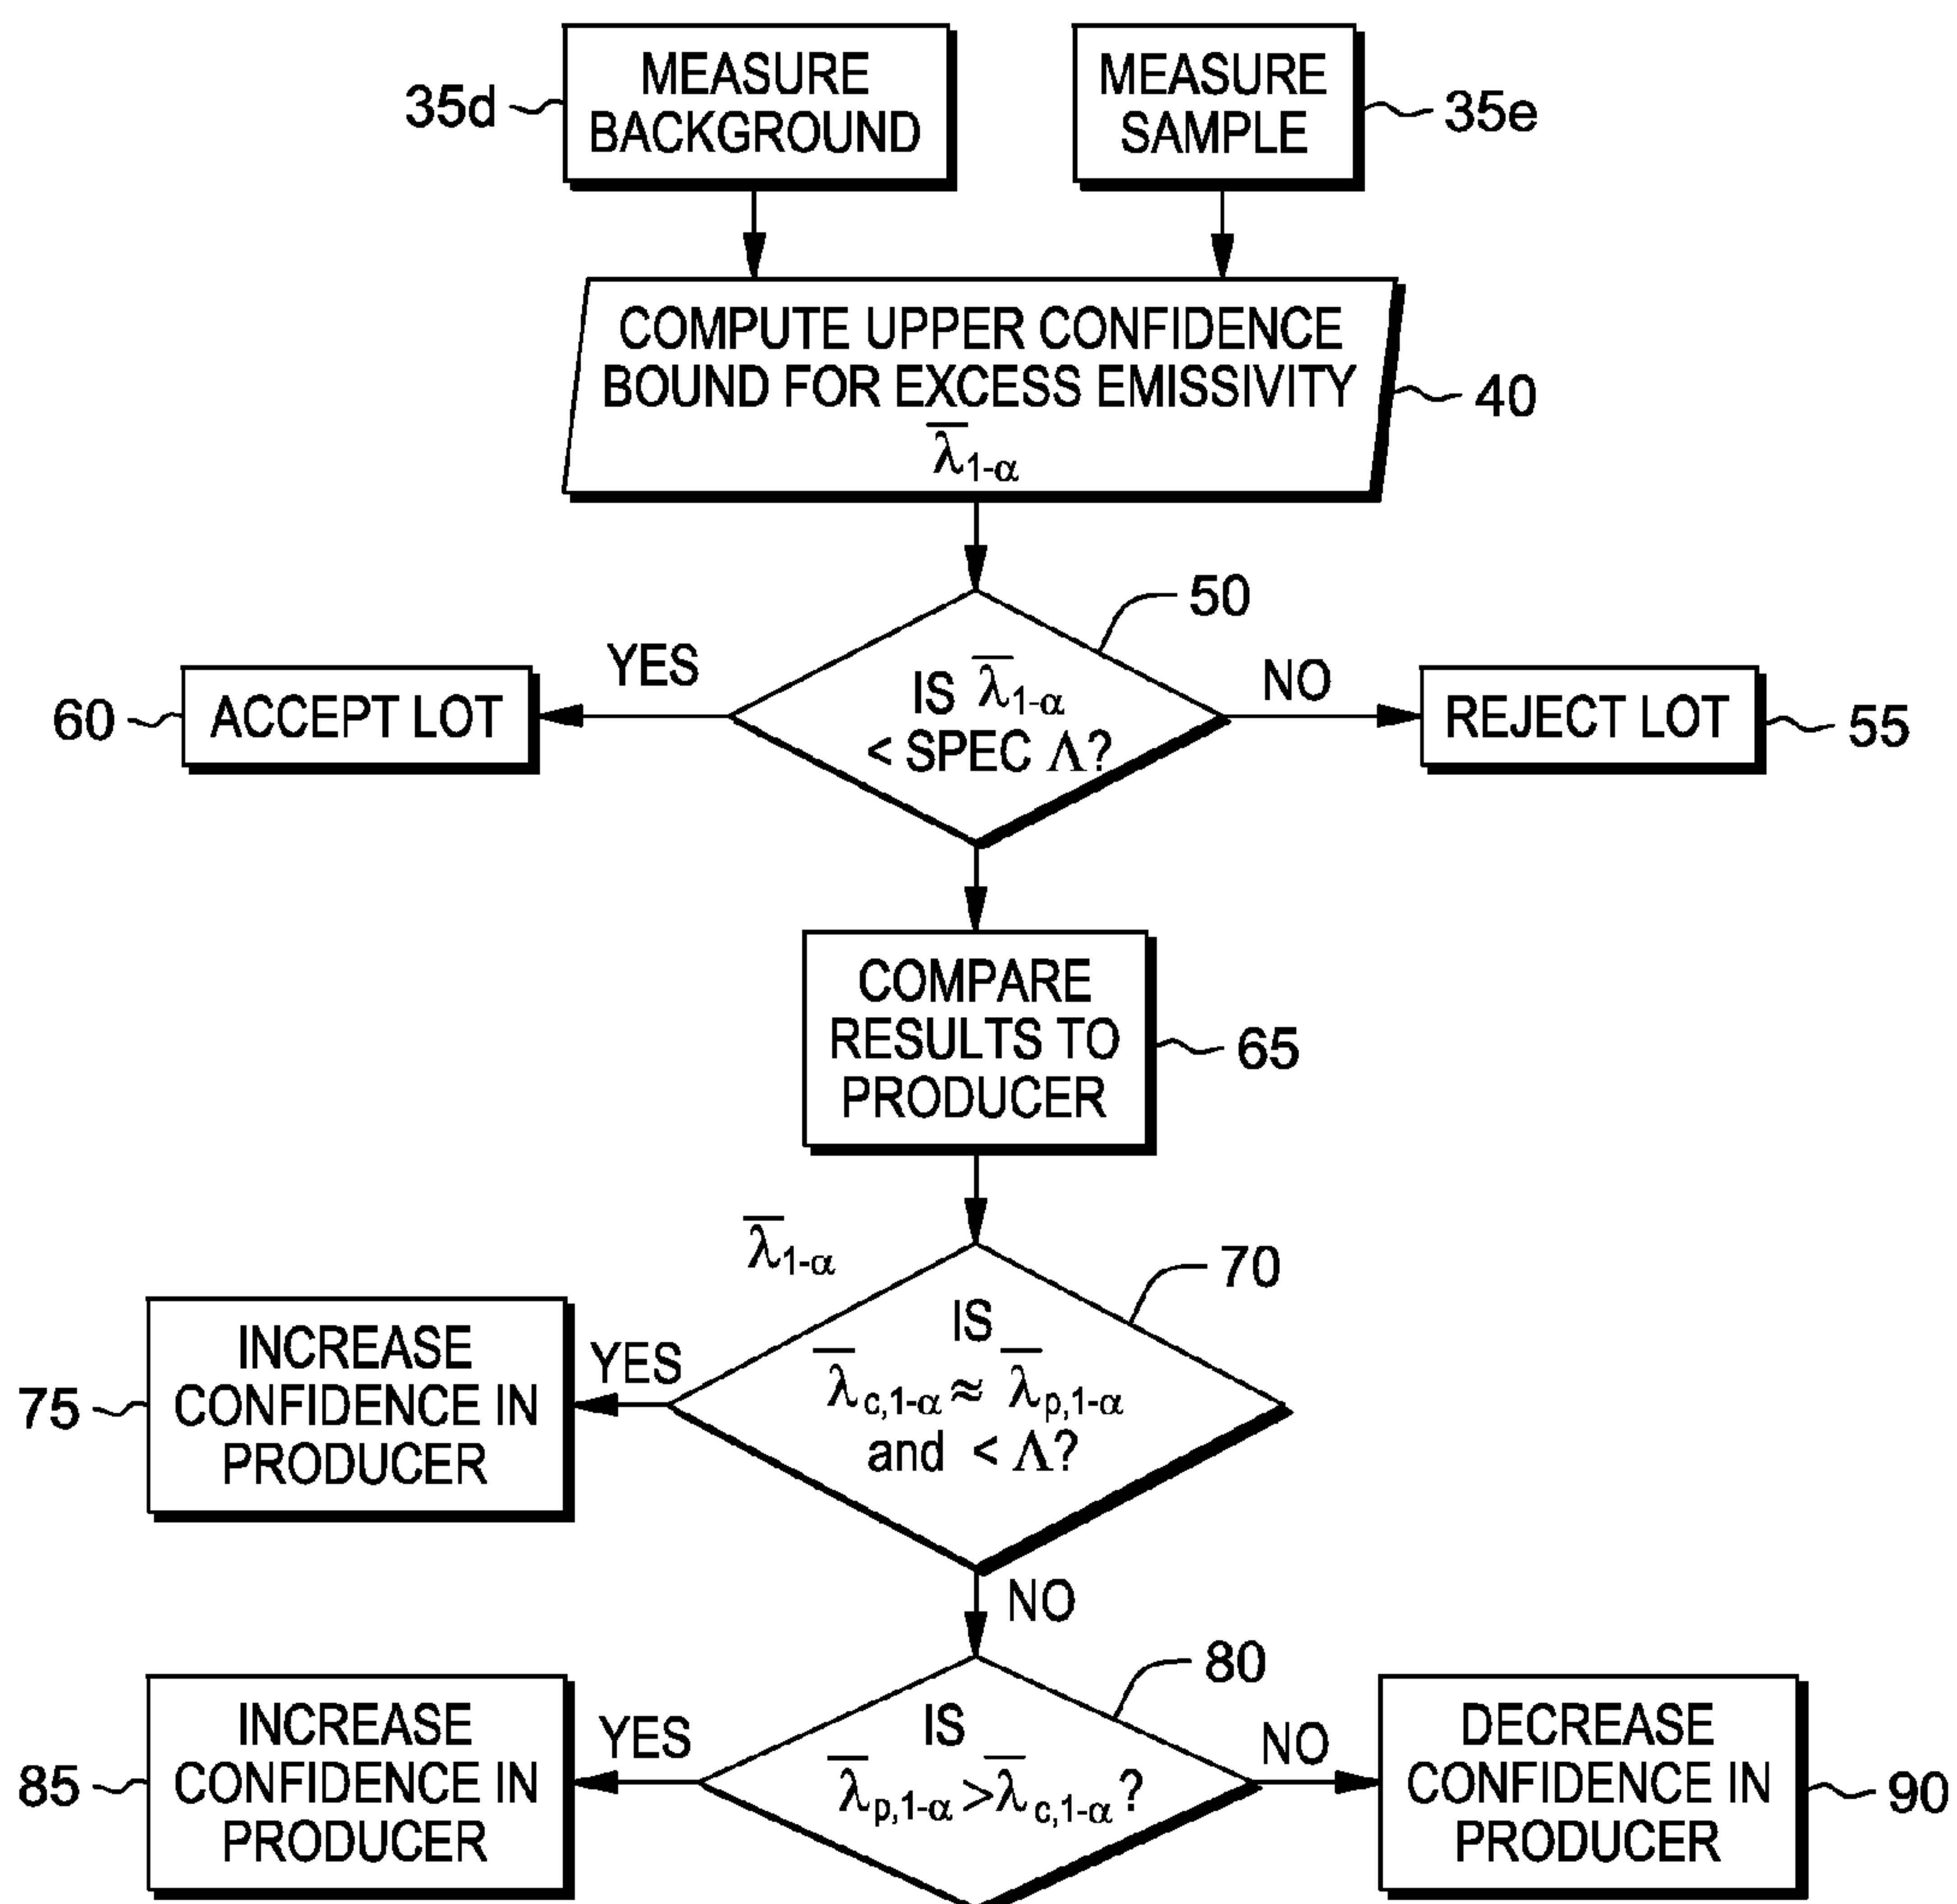 MEASURE
BACKGROUND
35d
MEASURE
SAMPLE
35e
COMPUTE UPPER CONFIDENCE
BOUND FOR EXCESS EMISSIVITY
λ̅1-α
40
50
IS λ̅1-α
< SPEC Λ?
YES
NO
60
ACCEPT LOT
REJECT LOT
55
COMPARE
RESULTS TO
PRODUCER
65
λ̅1-α
70
IS
λ̅c,1-α ≈ λ̅p,1-α
and < Λ?
YES
75
INCREASE
CONFIDENCE IN
PRODUCER
NO
80
IS
λ̅p,1-α > λ̅c,1-α ?
YES
NO
85
INCREASE
CONFIDENCE IN
PRODUCER
DECREASE
CONFIDENCE IN
PRODUCER
90